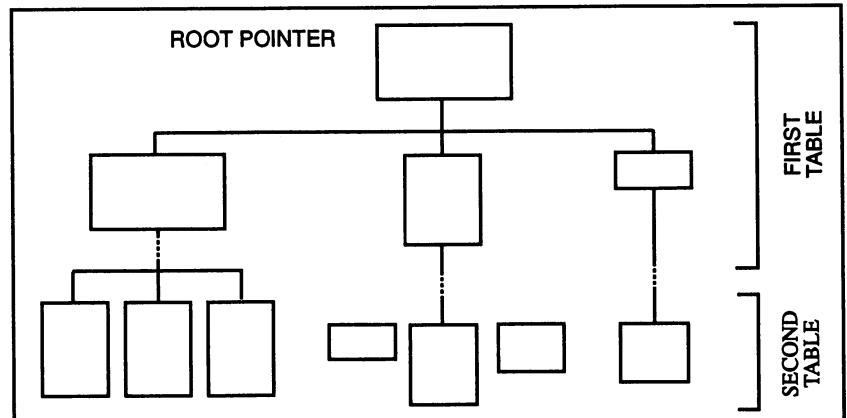 ROOT POINTER
FIRST
TABLE
SECOND
TABLE